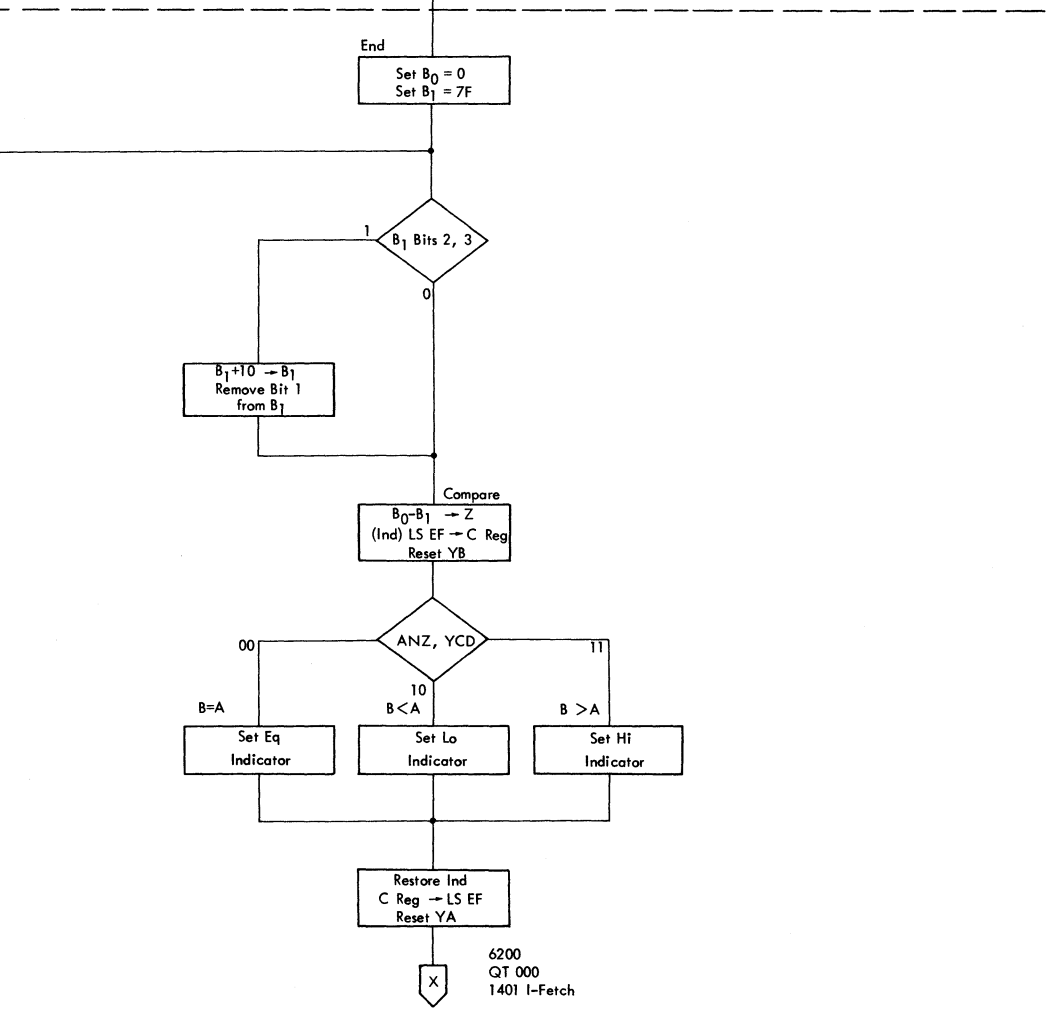 End
Set B0 = 0
Set B1 = 7F
1
B1 Bits 2, 3
0
B1+10 → B1
Remove Bit 1
from B1
Compare
B0-B1 → Z
(Ind) LS EF → C Reg
Reset YB
00
ANZ, YCD
11
10
B=A
B<A
B >A
Set Eq
Indicator
Set Lo
Indicator
Set Hi
Indicator
Restore Ind
C Reg → LS EF
Reset YA
X
6200
QT 000
1401 I-Fetch